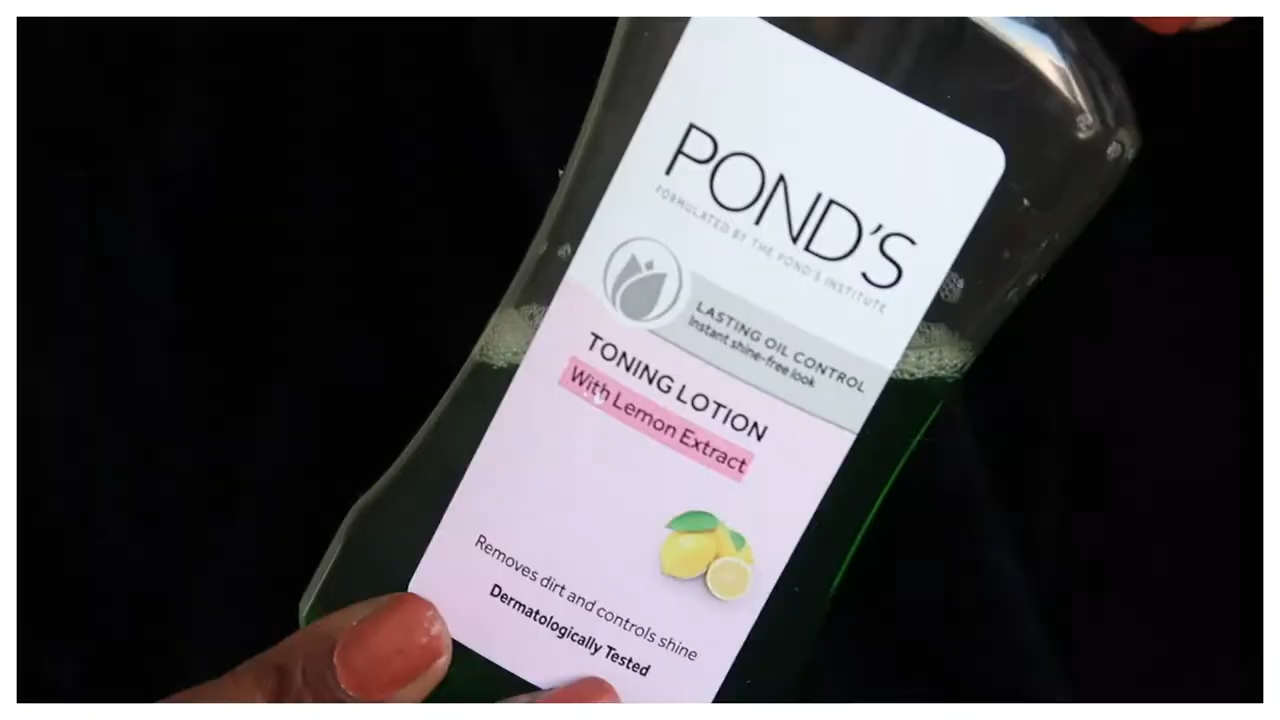 POND'S
FORMULATED BY THE POND'S INSTITUTE
LASTING OIL CONTROL
Instant shine-free look
TONING LOTION
With Lemon Extract
Removes dirt and controls shine
Dermatologically Tested